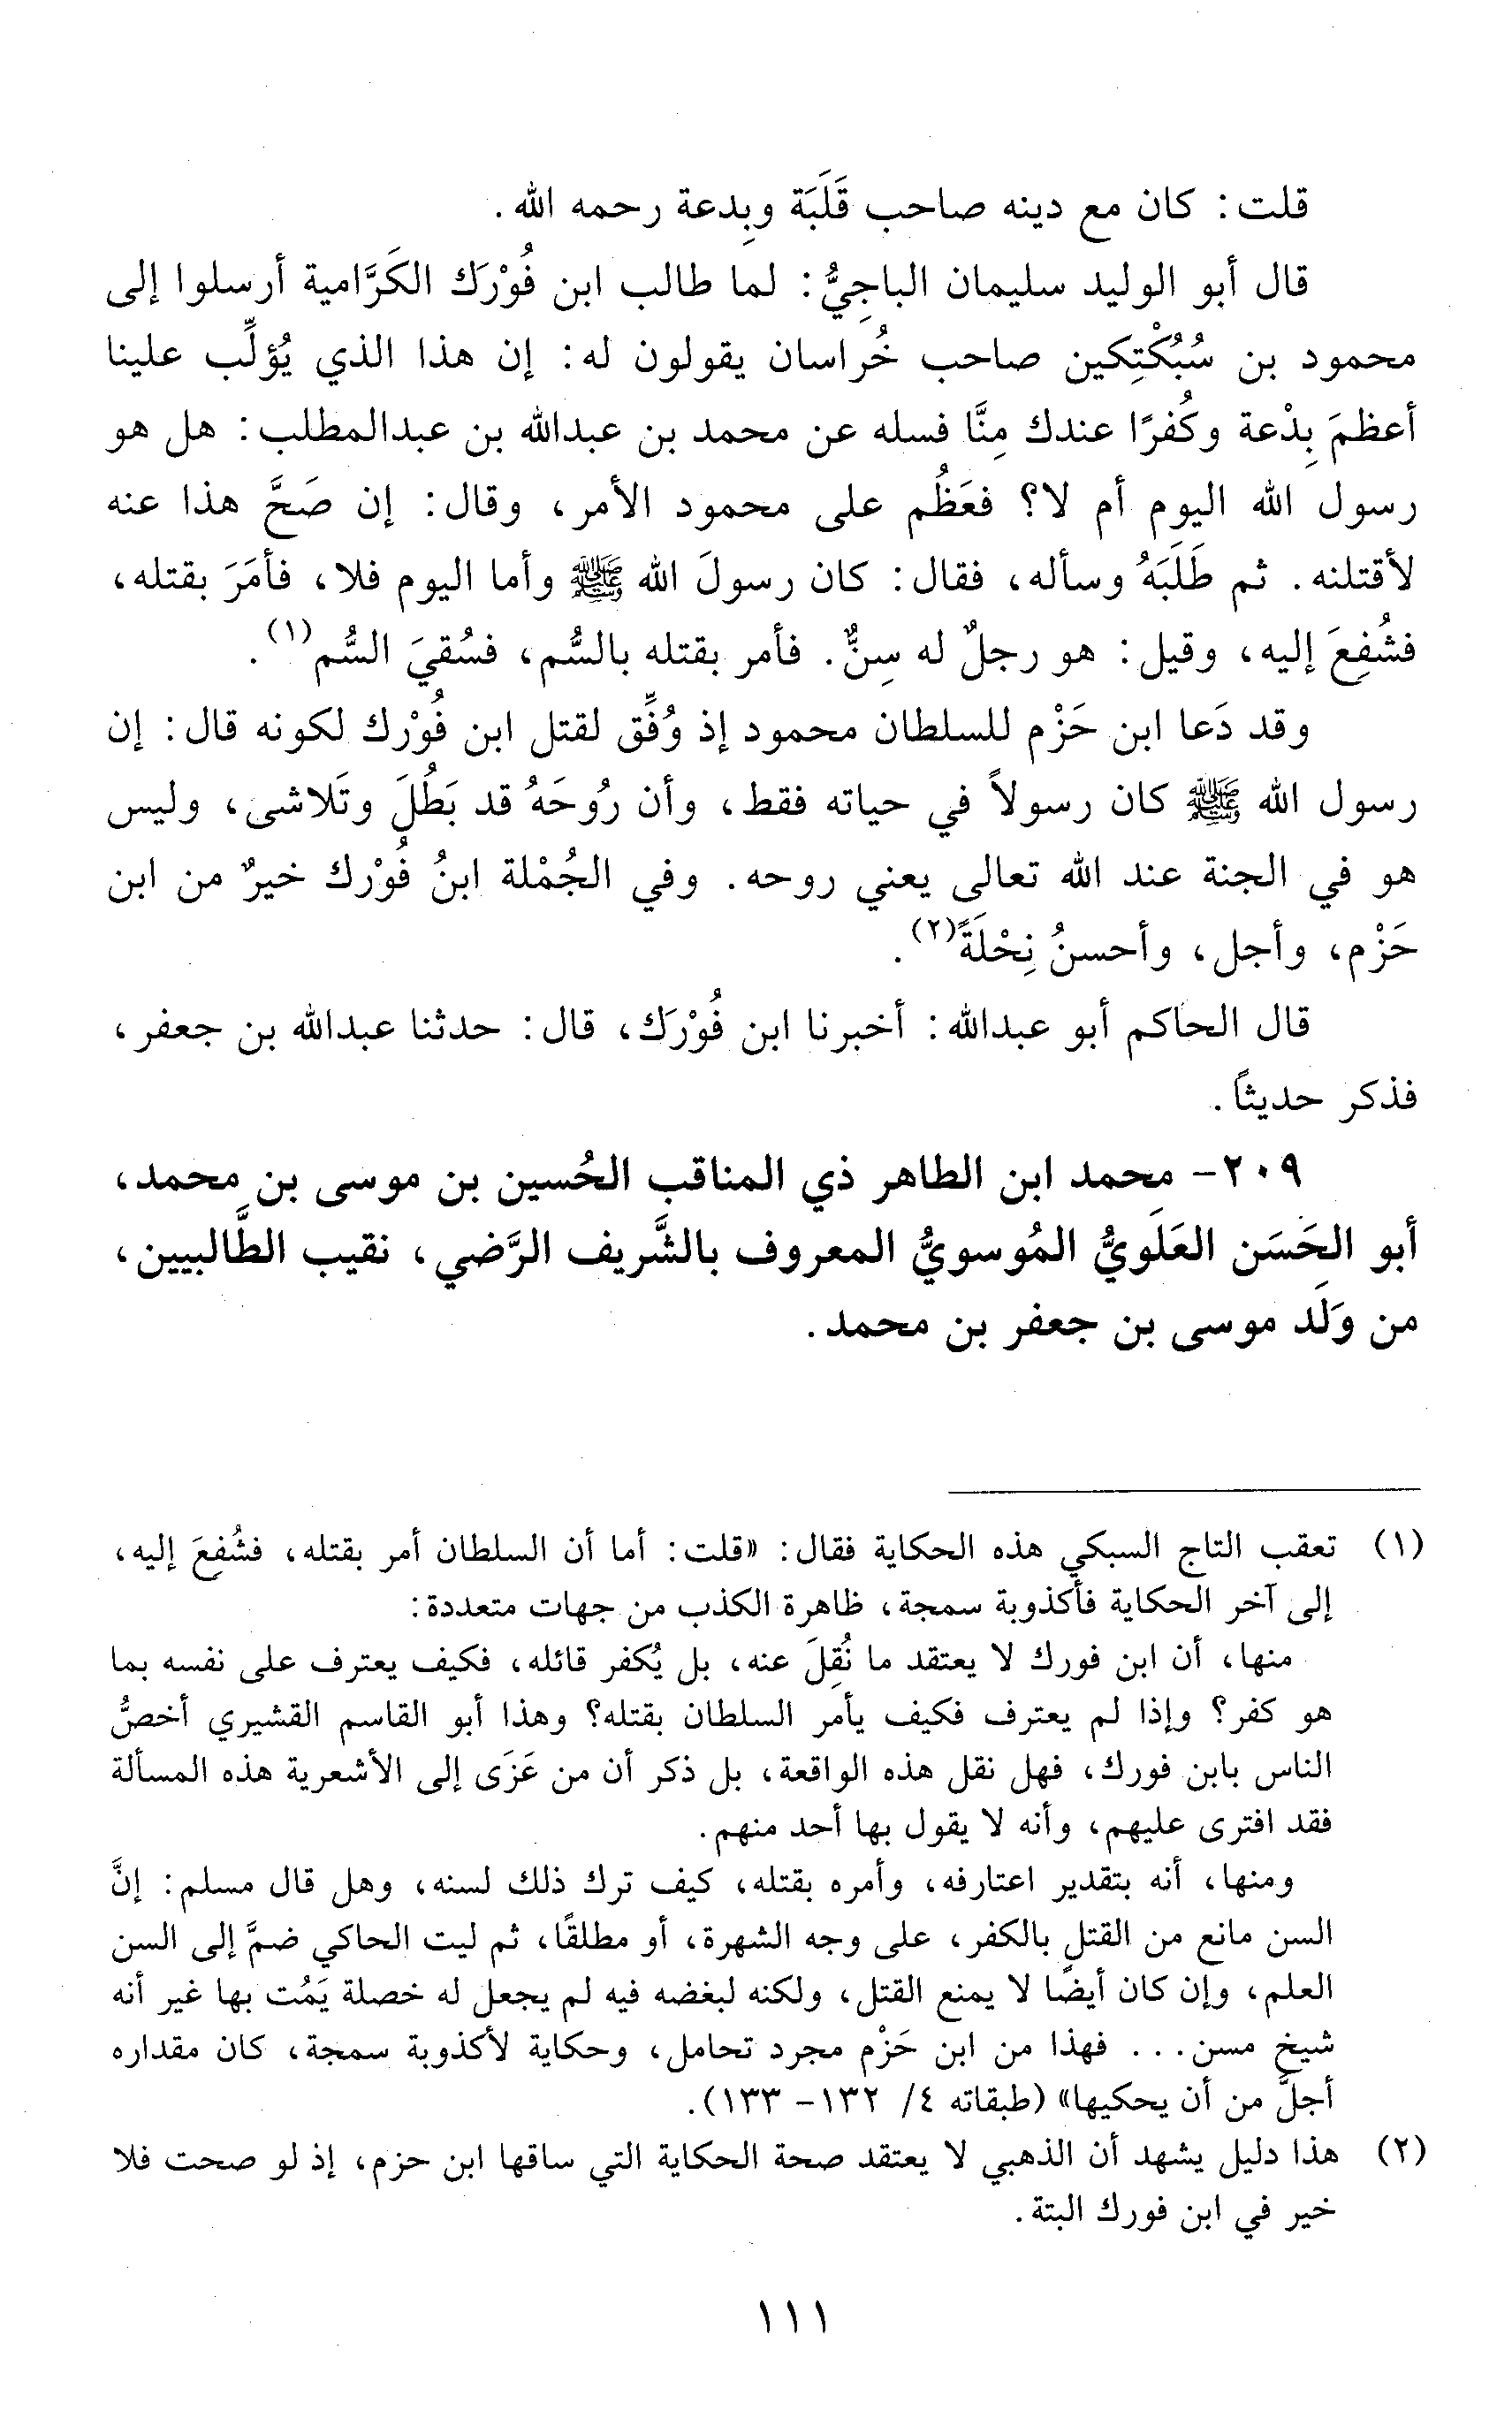 قلت: كان مع دينه صاحب قَلَبَة وبِدعة رحمه الله.
قال أبو الوليد سليمان الباجِيُّ: لما طالب ابن فُوْرَك الكَرَّامية أرسلوا إلى
محمود بن سُبُكْتِكين صاحب خُراسان يقولون له: إن هذا الذي يُؤلِّب علينا
أعظمَ بِدْعة وكُفرًا عندك مِنَّا فسله عن محمد بن عبدالله بن عبدالمطلب: هل هو
رسول الله اليوم أم لا؟ فعَظُم على محمود الأمر، وقال: إن صَحَّ هذا عنه
لأقتلنه. ثم طَلَبَهُ وسأله، فقال: كان رسولَ الله ﷺ وأما اليوم فلا، فأمَرَ بقتله،
فشُفِعَ إليه، وقيل: هو رجلٌ له سِنٌّ. فأمر بقتله بالسُّم، فسُقيَ السُّم(١).
وقد دَعا ابن حَزْم للسلطان محمود إذ وُفِّق لقتل ابن فُوْرك لكونه قال: إن
رسول الله ﷺ كان رسولاً في حياته فقط، وأن رُوحَهُ قد بَطُلَ وتَلاشى، وليس
هو في الجنة عند الله تعالى يعني روحه. وفي الجُمْلة ابنُ فُوْرك خيرٌ من ابن
حَزْم، وأجل، وأحسنُ نِحْلَةً(٢).
قال الحاكم أبو عبدالله: أخبرنا ابن فُوْرَك، قال: حدثنا عبدالله بن جعفر،
فذكر حديثاً.
٢٠٩- محمد ابن الطاهر ذي المناقب الحُسين بن موسى بن محمد،
أبو الحَسَن العَلَويُّ المُوسويُّ المعروف بالشَّريف الرَّضي، نقيب الطَّالبيين،
من وَلَد موسى بن جعفر بن محمد.
(١) تعقب التاج السبكي هذه الحكاية فقال: «قلت: أما أن السلطان أمر بقتله، فشُفعَ إليه،
إلى آخر الحكاية فأكذوبة سمجة، ظاهرة الكذب من جهات متعددة:
منها، أن ابن فورك لا يعتقد ما نُقِلَ عنه، بل يُكفر قائله، فكيف يعترف على نفسه بما
هو كفر؟ وإذا لم يعترف فكيف يأمر السلطان بقتله؟ وهذا أبو القاسم القشيري أخصُّ
الناس بابن فورك، فهل نقل هذه الواقعة، بل ذكر أن من عَزَى إلى الأشعرية هذه المسألة
فقد افترى عليهم، وأنه لا يقول بها أحد منهم.
ومنها، أنه بتقدير اعتارفه، وأمره بقتله، كيف ترك ذلك لسنه، وهل قال مسلم: إنَّ
السن مانع من القتل بالكفر، على وجه الشهرة، أو مطلقًا، ثم ليت الحاكي ضمَّ إلى السن
العلم، وإن كان أيضًا لا يمنع القتل، ولكنه لبغضه فيه لم يجعل له خصلة يَمُت بها غير أنه
شيخ مسن... فهذا من ابن حَزْم مجرد تحامل، وحكاية لأكذوبة سمجة، كان مقداره
أجلَّ من أن يحكيها» (طبقاته ٤/ ١٣٢- ١٣٣).
(٢) هذا دليل يشهد أن الذهبي لا يعتقد صحة الحكاية التي ساقها ابن حزم، إذ لو صحت فلا
خير في ابن فورك البتة.
١١١